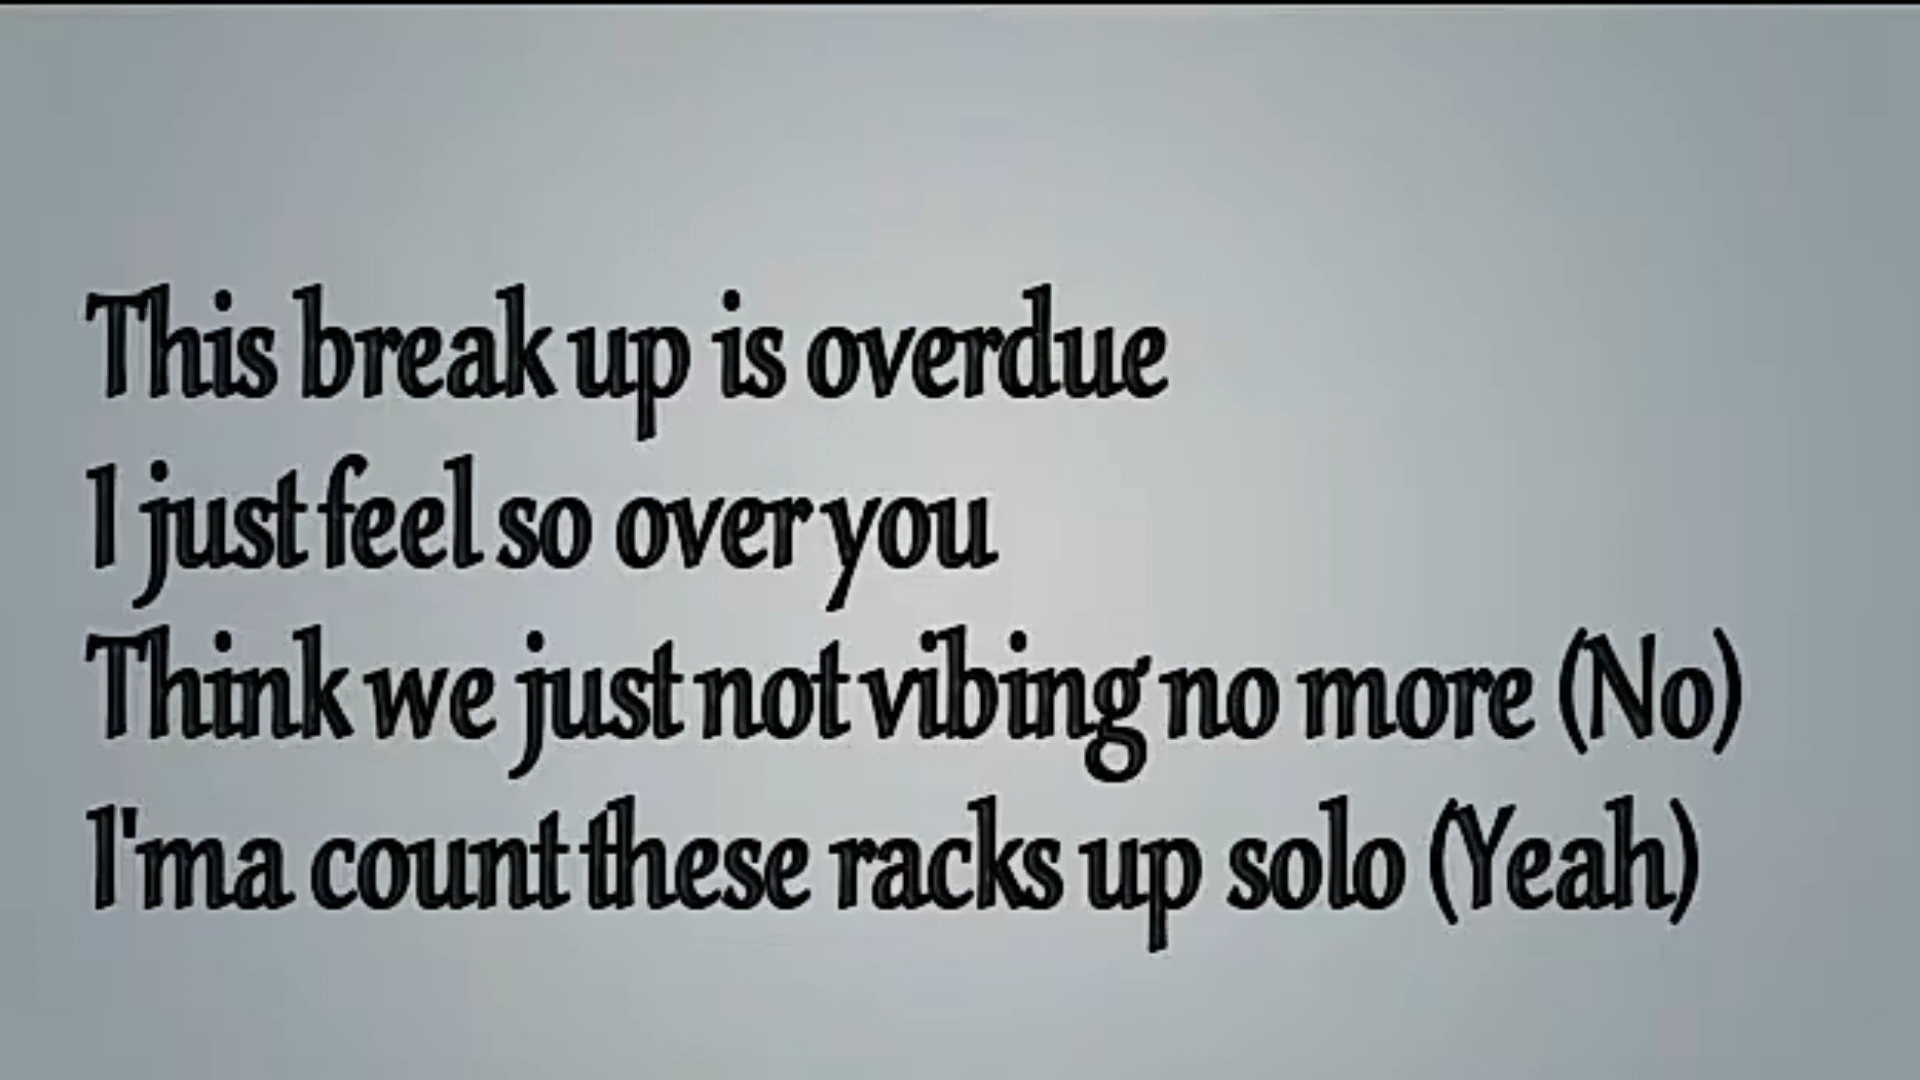 This break up is overdue
I just feel so over you
Think we just not vibing no more (No)
I'ma count these racks up solo (Yeah)